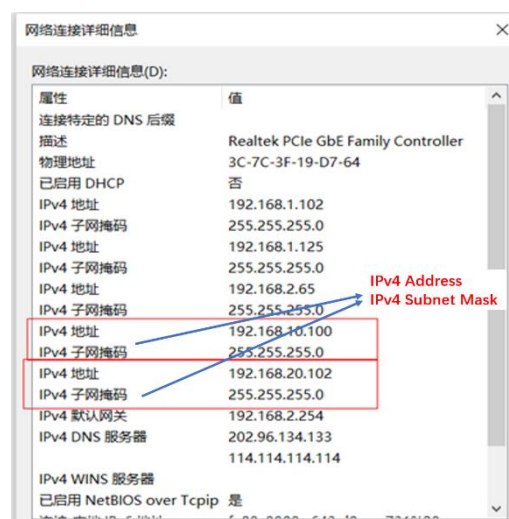 网络连接详细信息
网络连接详细信息(D):
属性 值
连接特定的 DNS 后缀
描述 Realtek PCIe GbE Family Controller
物理地址 3C-7C-3F-19-D7-64
已启用 DHCP 否
IPv4 地址 192.168.1.102
IPv4 子网掩码 255.255.255.0
IPv4 地址 192.168.1.125
IPv4 子网掩码 255.255.255.0
IPv4 Address
IPv4 地址 192.168.2.65
IPv4 Subnet Mask
IPv4 子网掩码 255.255.255.0
IPv4 地址 192.168.10.100
IPv4 子网掩码 255.255.255.0
IPv4 地址 192.168.20.102
IPv4 子网掩码 255.255.255.0
IPv4 默认网关 192.168.2.254
IPv4 DNS 服务器 202.96.134.133
114.114.114.114
IPv4 WINS 服务器
已启用 NetBIOS over Tcpip 是